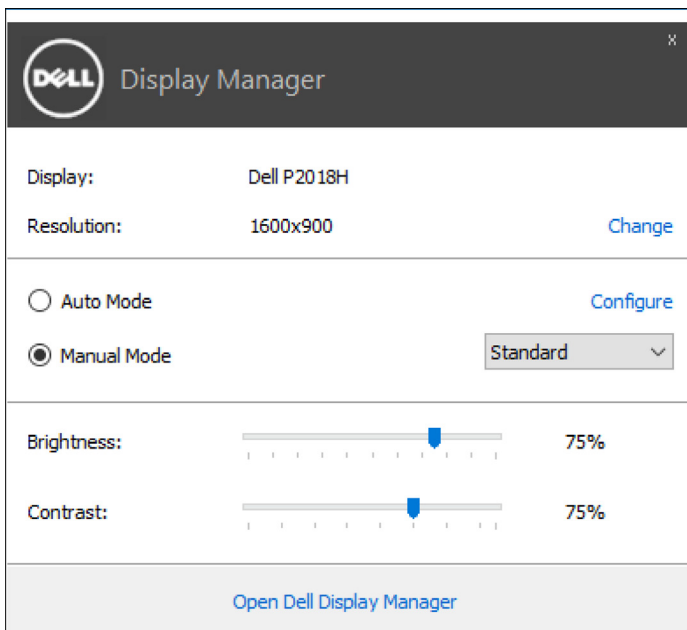 x
DELL Display Manager
Display: Dell P2018H
Resolution: 1600x900 Change
Auto Mode Configure
Manual Mode Standard
Brightness: 75%
Contrast: 75%
Open Dell Display Manager